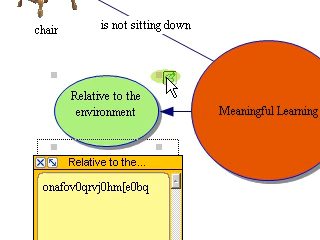 is not sitting down
chair
Relative to the
environment
Meaningful Learning
Relative to the...
onafov0qrvj0hm[e0bq